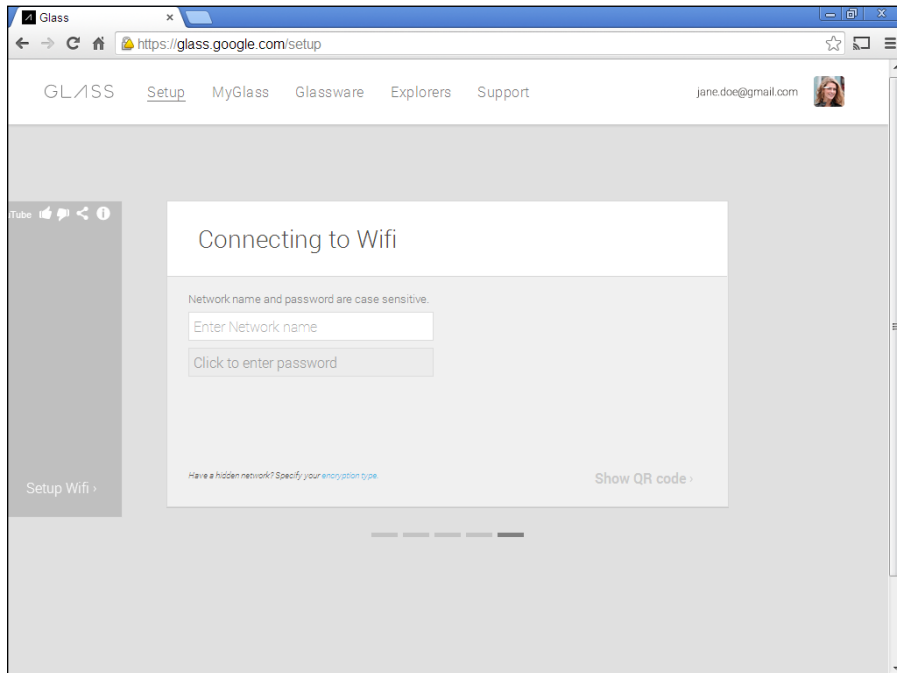 Glass
https://glass.google.com/setup
GLASS Setup MyGlass Glassware Explorers Support jane.doe@gmail.com
Tube
Connecting to Wifi
Network name and password are case sensitive.
Enter Network name
Click to enter password
Have a hidden network? Specify your encryption type.
Show QR code ›
Setup Wifi ›